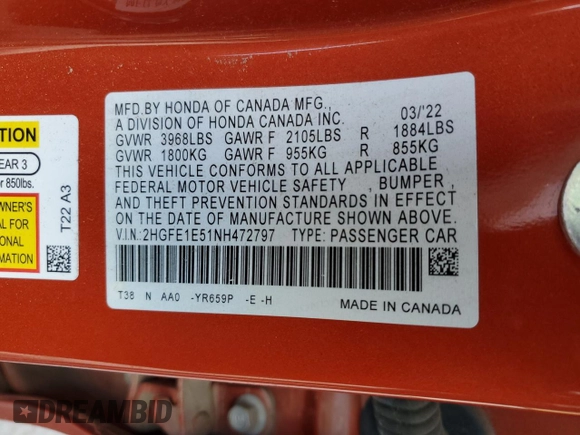 MFD.BY HONDA OF CANADA MFG.,
A DIVISION OF HONDA CANADA INC. 03/'22
GVWR 3968LBS GAWR F 2105LBS R 1884LBS
GVWR 1800KG GAWR F 955KG R 855KG
THIS VEHICLE CONFORMS TO ALL APPLICABLE
FEDERAL MOTOR VEHICLE SAFETY , BUMPER ,
AND THEFT PREVENTION STANDARDS IN EFFECT
ON THE DATE OF MANUFACTURE SHOWN ABOVE.
V.I.N:2HGFE1E51NH472797 TYPE: PASSENGER CAR
T38 N AA0 -YR659P -E -H
MADE IN CANADA
TION
EAR 3
r 850lbs.
WNER'S
AL FOR
ONAL
RMATION
T22 A3
DREAMBID